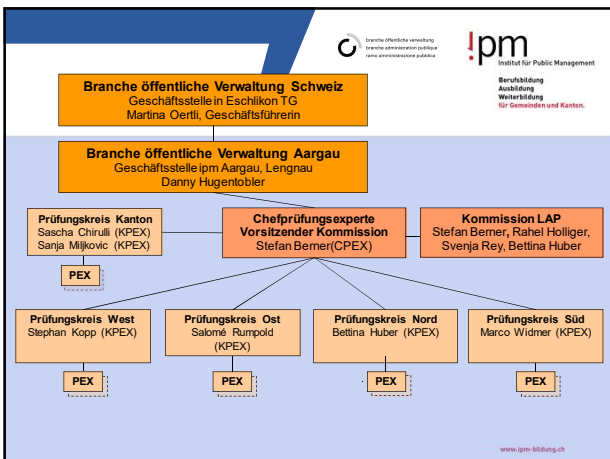 branche öffentliche verwaltung
branche administration publique
ramo amministrazione pubblica
ipm
Institut für Public Management
Berufsbildung
Ausbildung
Weiterbildung
für Gemeinden und Kanton.
Branche öffentliche Verwaltung Schweiz
Geschäftsstelle in Eschlikon TG
Martina Oertli, Geschäftsführerin
Branche öffentliche Verwaltung Aargau
Geschäftsstelle ipm Aargau, Lengnau
Danny Hugentobler
Prüfungskreis Kanton
Sascha Chirulli (KPEX)
Sanja Miljkovic (KPEX)
PEX
Chefprüfungsexperte
Vorsitzender Kommission
Stefan Berner(CPEX)
Kommission LAP
Stefan Berner, Rahel Holliger,
Svenja Rey, Bettina Huber
Prüfungskreis West
Stephan Kopp (KPEX)
PEX
Prüfungskreis Ost
Salomé Rumpold
(KPEX)
PEX
Prüfungskreis Nord
Bettina Huber (KPEX)
PEX
Prüfungskreis Süd
Marco Widmer (KPEX)
PEX
www.ipm-bildung.ch